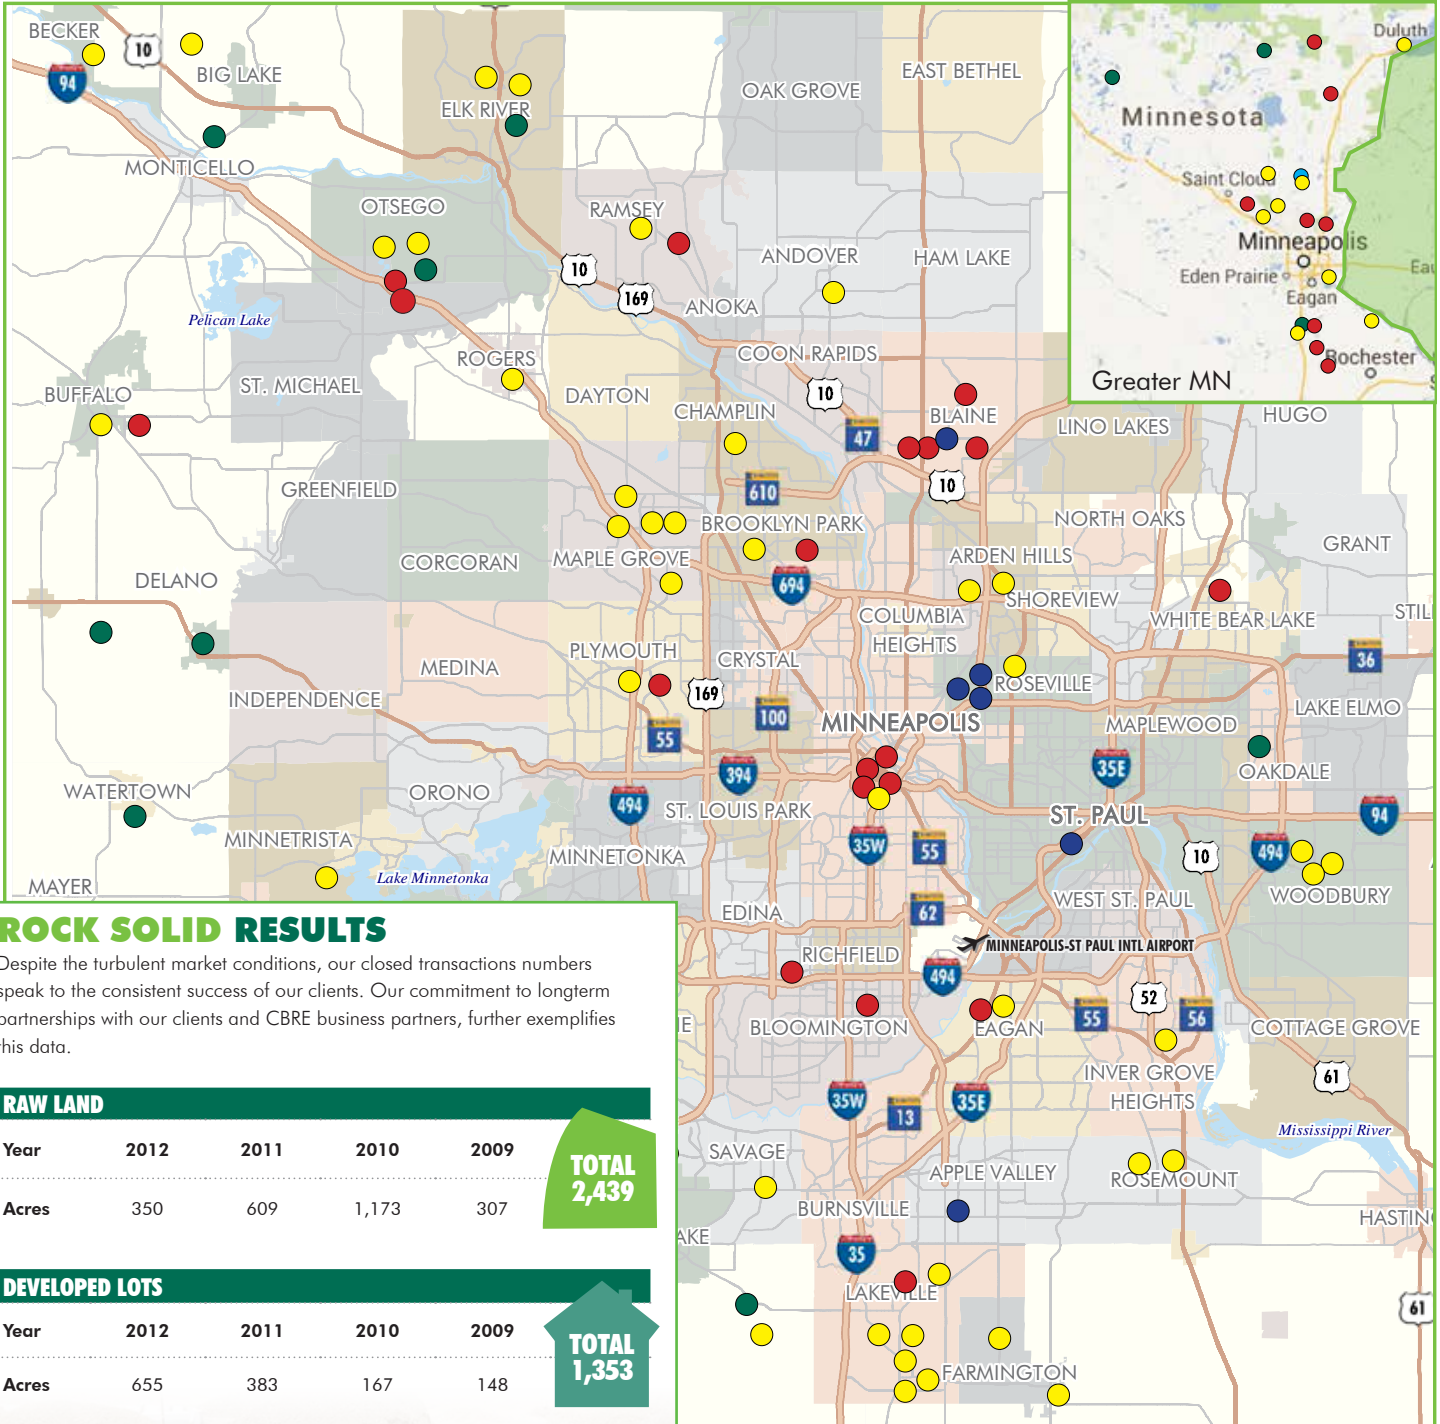 BECKER
10
94
BIG LAKE
MONTICELLO
ELK RIVER
OAK GROVE
EAST BETHEL
OTSEGO
RAMSEY
10
169
ANDOVER
HAM LAKE
ANOKA
Pelican Lake
ROGERS
ST. MICHAEL
BUFFALO
DAYTON
COON RAPIDS
10
CHAMPLIN
47
BLAINE
LINO LAKES
HUGO
10
GREENFIELD
610
CORCORAN
MAPLE GROVE
BROOKLYN PARK
NORTH OAKS
ARDEN HILLS
GRANT
DELANO
694
SHOREVIEW
COLUMBIA
HEIGHTS
WHITE BEAR LAKE
STIL
36
PLYMOUTH
CRYSTAL
MEDINA
169
ROSEVILLE
INDEPENDENCE
100
55
MINNEAPOLIS
MAPLEWOOD
LAKE ELMO
394
35E
OAKDALE
WATERTOWN
ORONO
494
ST. LOUIS PARK
ST. PAUL
94
MINNETRISTA
MINNETONKA
35W
55
10
494
Lake Minnetonka
MAYER
WOODBURY
EDINA
62
WEST ST. PAUL
RICHFIELD
MINNEAPOLIS-ST PAUL INTL AIRPORT
494
52
55
56
BLOOMINGTON
EAGAN
COTTAGE GROVE
INVER GROVE
HEIGHTS
61
35W
13
35E
Mississippi River
SAVAGE
APPLE VALLEY
ROSEMOUNT
BURNSVILLE
HASTIN
AKE
35
LAKEVILLE
61
FARMINGTON
Duluth
Minnesota
Saint Cloud
Minneapolis
Eden Prairie
Eau
Eagan
Rochester
Greater MN
ROCK SOLID RESULTS
Despite the turbulent market conditions, our closed transactions numbers
speak to the consistent success of our clients. Our commitment to longterm
partnerships with our clients and CBRE business partners, further exemplifies
this data.
RAW LAND
Year 2012 2011 2010 2009
Acres 350 609 1,173 307
TOTAL
2,439
DEVELOPED LOTS
Year 2012 2011 2010 2009
Acres 655 383 167 148
TOTAL
1,353